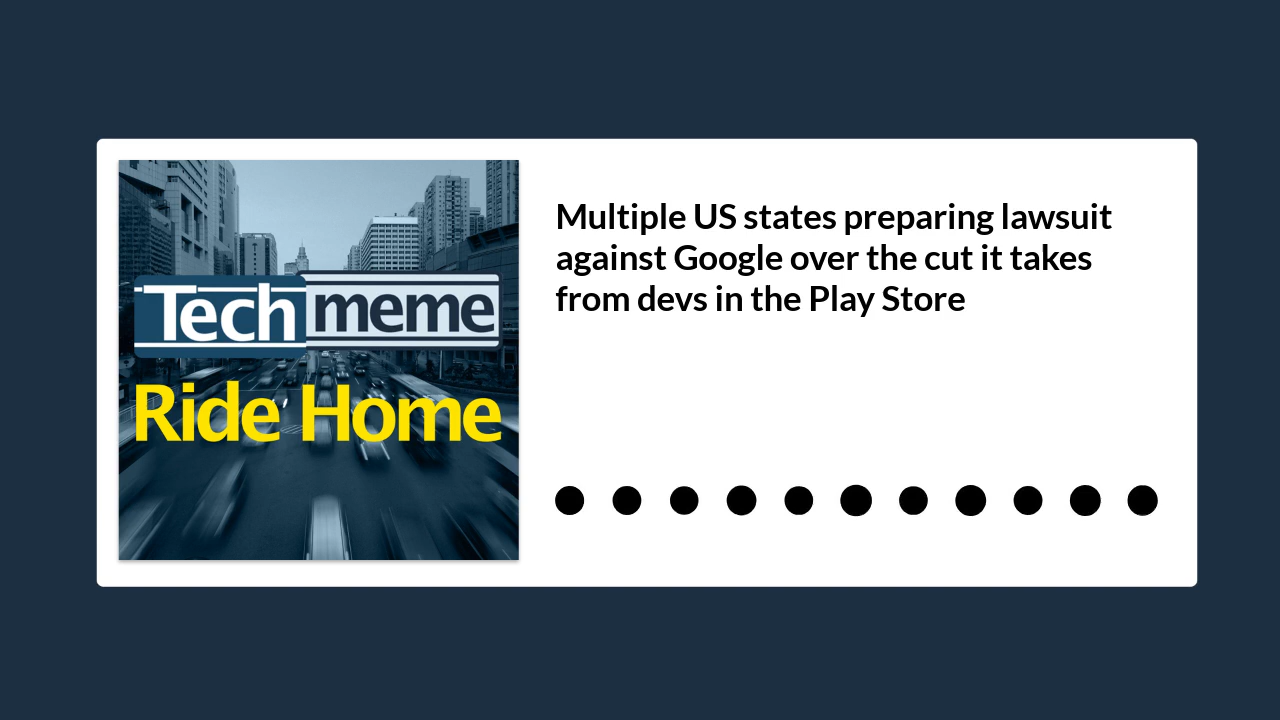 Techmeme
Ride Home
Multiple US states preparing lawsuit
against Google over the cut it takes
from devs in the Play Store